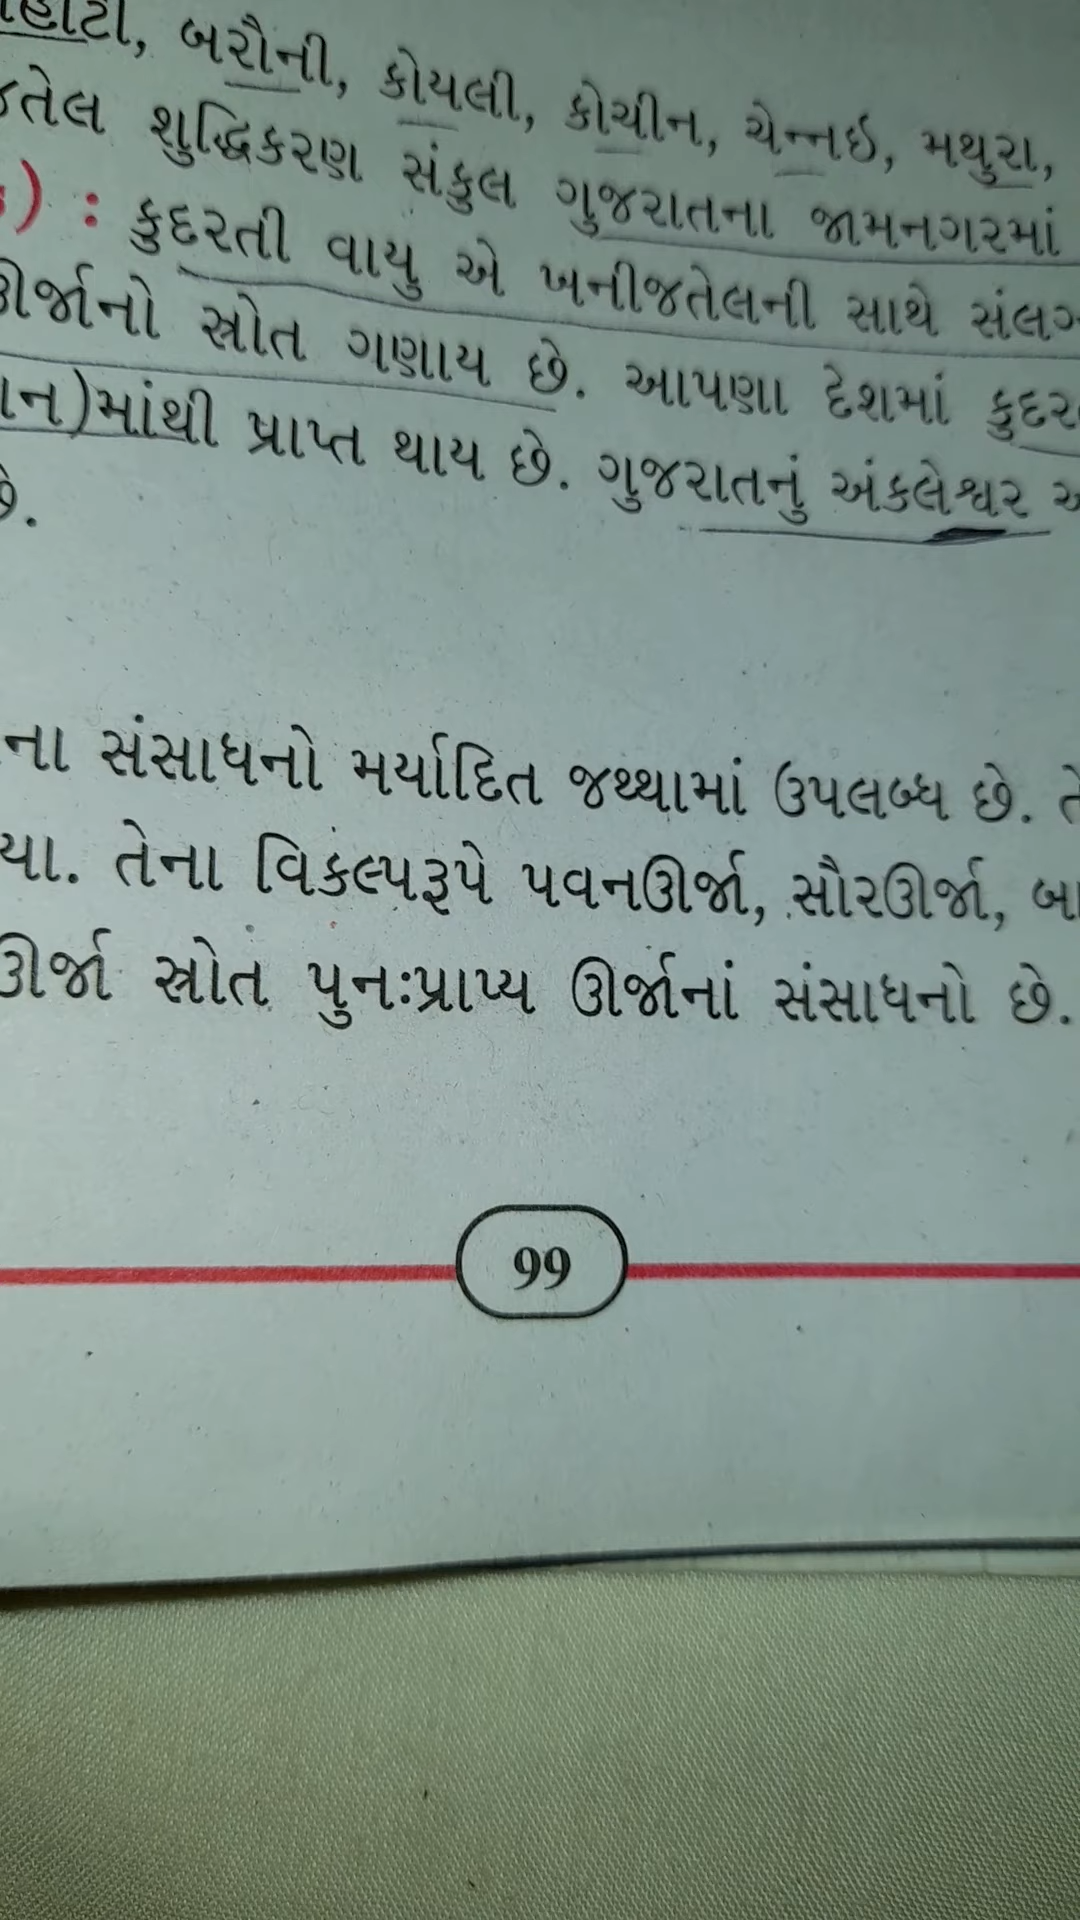 બરૌની, કોયલી, કોચીન, ચેન્નઈ, મથુરા,
શુદ્ધિકરણ સંકુલ ગુજરાતના જામનગરમાં
) : કુદરતી વાયુ એ ખનીજતેલની સાથે
ઊર્જાનો સ્રોત ગણાય છે. આપણા દેશમાં
)માંથી પ્રાપ્ત થાય છે. ગુજરાતનું અંકલેશ્વર
છે.
ના સંસાધનો મર્યાદિત જથ્થામાં ઉપલબ્ધ છે.
તેના વિકલ્પરૂપે પવનઊર્જા, સૌરઊર્જા,
ઊર્જા સ્રોત પુનઃપ્રાપ્ય ઊર્જાનાં સંસાધનો છે.
99